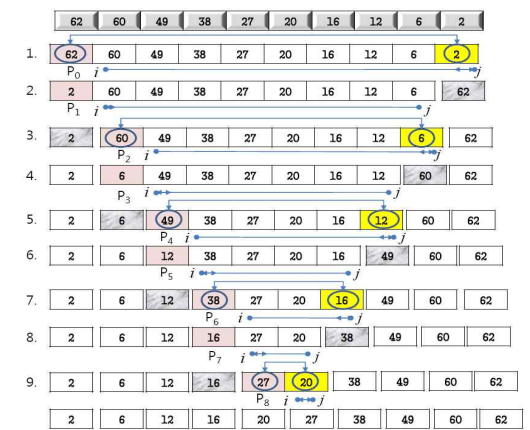 62 60 49 38 27 20 16 12 6 2
1. 62 60 49 38 27 20 16 12 6 2
P0 i j
2. 2 60 49 38 27 20 16 12 6 62
P1 i j
3. 2 60 49 38 27 20 16 12 6 62
P2 i j
4. 2 6 49 38 27 20 16 12 60 62
P3 i j
5. 2 6 49 38 27 20 16 12 60 62
P4 i j
6. 2 6 12 38 27 20 16 49 60 62
P5 i j
7. 2 6 12 38 27 20 16 49 60 62
P6 i j
8. 2 6 12 16 27 20 38 49 60 62
P7 i j
9. 2 6 12 16 27 20 38 49 60 62
P8 i j
2 6 12 16 20 27 38 49 60 62